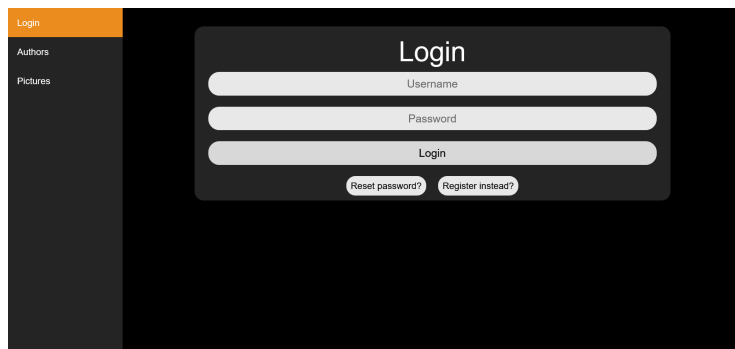 Login
Authors
Pictures
Login
Username
Password
Login
Reset password? Register instead?